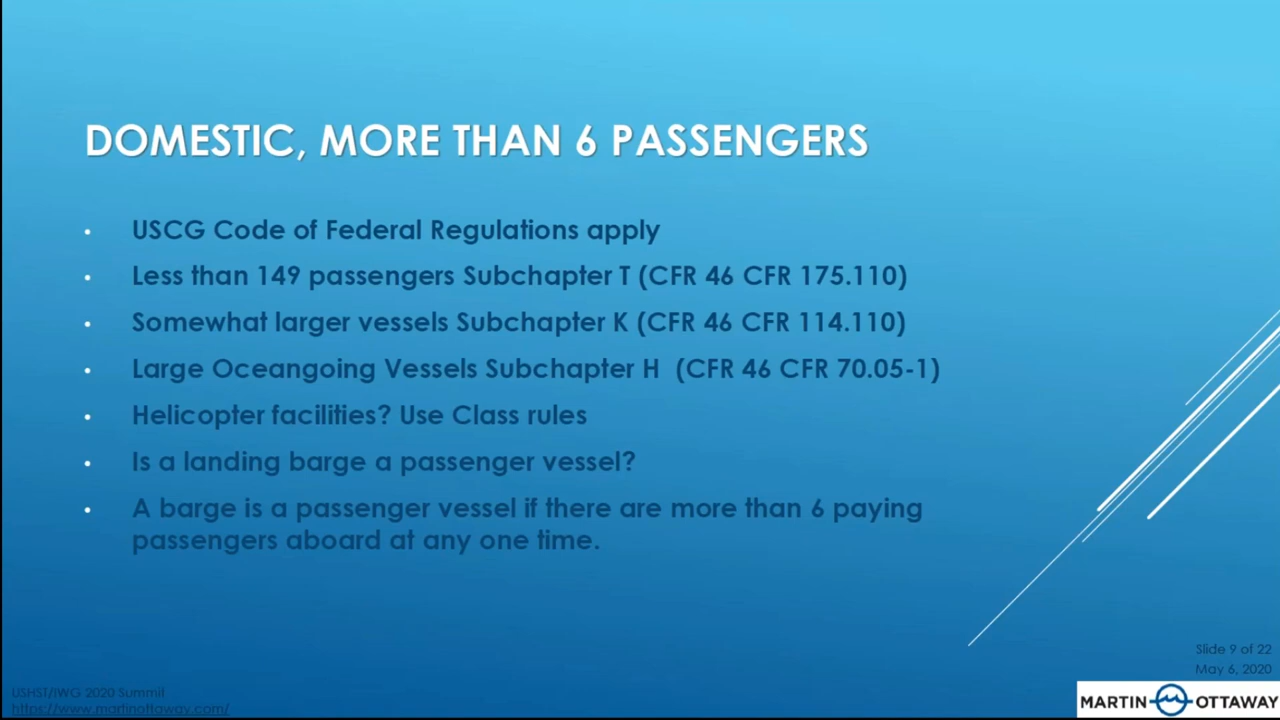 DOMESTIC, MORE THAN 6 PASSENGERS
• USCG Code of Federal Regulations apply
• Less than 149 passengers Subchapter T (CFR 46 CFR 175.110)
• Somewhat larger vessels Subchapter K (CFR 46 CFR 114.110)
• Large Oceangoing Vessels Subchapter H (CFR 46 CFR 70.05-1)
• Helicopter facilities? Use Class rules
• Is a landing barge a passenger vessel?
• A barge is a passenger vessel if there are more than 6 paying
passengers aboard at any one time.
Slide 9 of 22
May 6, 2020
USHST/IWG 2020 Summit
https://www.martinottaway.com/
MARTIN OTTAWAY